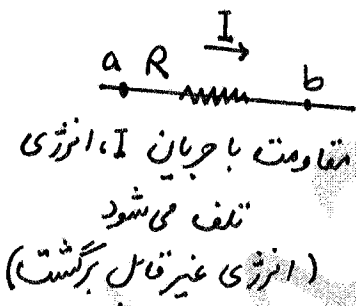 I
a R b
مقاومت با جریان I، انرژی
تلف می‌شود
(انرژی غیرقابل برگشت)